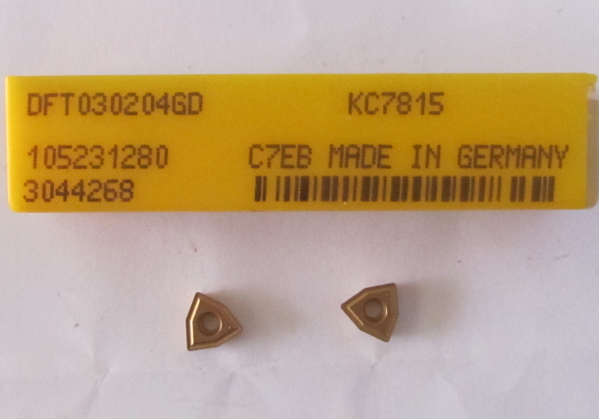 DFT030204GD KC7815
105231280 C7EB MADE IN GERMANY
3044268